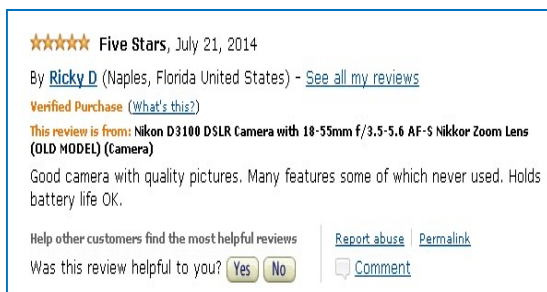 Five Stars, July 21, 2014
By Ricky D (Naples, Florida United States) - See all my reviews
Verified Purchase (What's this?)
This review is from: Nikon D3100 DSLR Camera with 18-55mm f/3.5-5.6 AF-S Nikkor Zoom Lens
(OLD MODEL) (Camera)
Good camera with quality pictures. Many features some of which never used. Holds
battery life OK.
Help other customers find the most helpful reviews
Was this review helpful to you? Yes No
Report abuse | Permalink
Comment